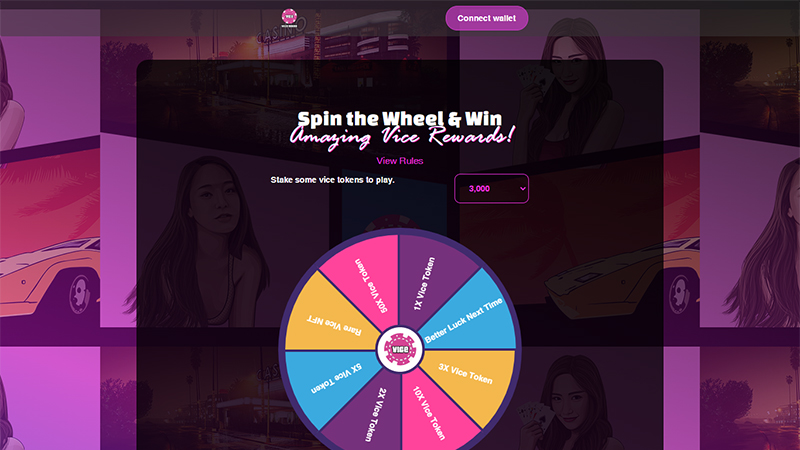 VICE
Connect wallet
CASINO
Spin the Wheel & Win
Amazing Vice Rewards!
View Rules
Stake some vice tokens to play.
3,000
50X Vice Token
1X Vice Token
Rare Vice NFT
Better Luck Next Time
VICE
5X Vice Token
3X Vice Token
2X Vice Token
10X Vice Token